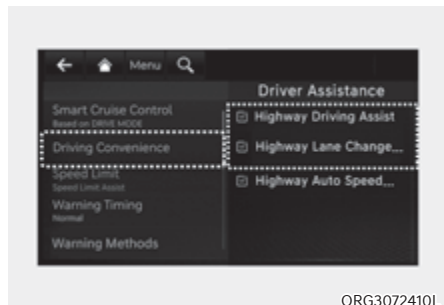 Menu
Driver Assistance
Smart Cruise Control
Based on DRIVE MODE
Driving Convenience
Speed Limit
Speed Limit Assist
Warning Timing
Normal
Warning Methods
Highway Driving Assist
Highway Lane Change...
Highway Auto Speed...
ORG3072410L